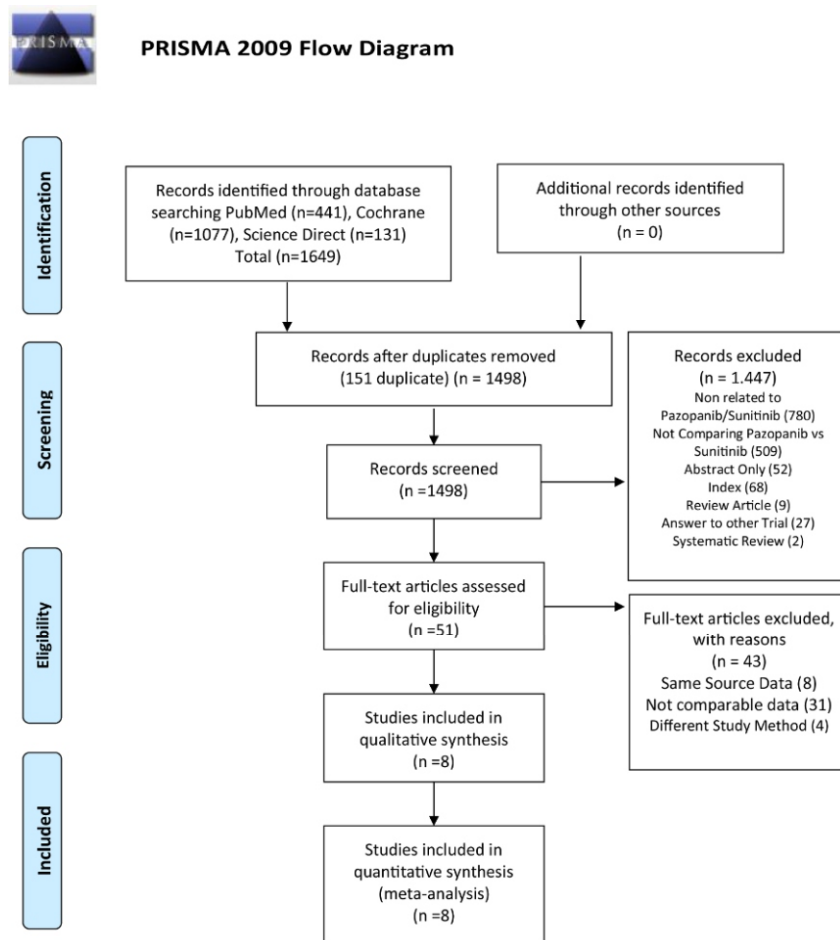 PRISMA
PRISMA 2009 Flow Diagram
Identification
Records identified through database
searching PubMed (n=441), Cochrane
(n=1077), Science Direct (n=131)
Total (n=1649)
Additional records identified
through other sources
(n = 0)
Screening
Records after duplicates removed
(151 duplicate) (n = 1498)
Records excluded
(n = 1.447)
Non related to
Pazopanib/Sunitinib (780)
Not Comparing Pazopanib vs
Sunitinib (509)
Abstract Only (52)
Index (68)
Review Article (9)
Answer to other Trial (27)
Systematic Review (2)
Records screened
(n =1498)
Eligibility
Full-text articles assessed
for eligibility
(n =51)
Full-text articles excluded,
with reasons
(n = 43)
Same Source Data (8)
Not comparable data (31)
Different Study Method (4)
Studies included in
qualitative synthesis
(n =8)
Included
Studies included in
quantitative synthesis
(meta-analysis)
(n =8)